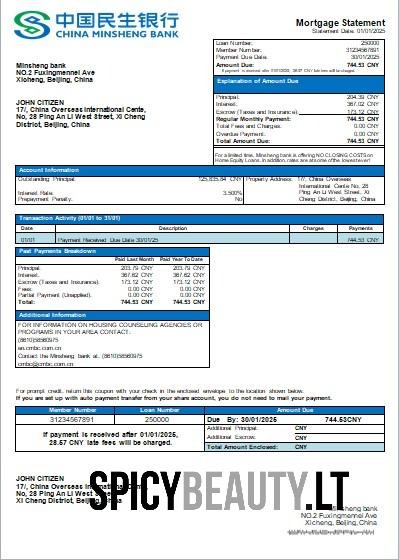 中国民生银行
CHINA MINSHENG BANK
Mortgage Statement
Statement Date: 01/01/2025
Loan Number: 250000
Member Number: 31234567891
Payment Due Date: 30/01/2025
Amount Due: 744.53 CNY
If payment is received after 01/01/2025, 28.57 CNY late fees will be charged.
Minsheng bank
NO.2 Fuxingmennei Ave
Xicheng, Beijing, China
Explanation of Amount Due
Principal: 204.39 CNY
Interest: 367.02 CNY
Escrow (Taxes and Insurance): 173.12 CNY
Regular Monthly Payment: 744.53 CNY
Total Fees and Charges: 0.00 CNY
Overdue Payment: 0.00 CNY
Total Amount Due: 744.53 CNY
JOHN CITIZEN
17/, China Overseas International Cente,
No, 28 Ping An Li West Street, Xi Cheng
District, Beijing, China
For a limited time, Minsheng bank is offering NO CLOSING COSTS on
Home Equity Loans. In addition, rates are at some of the lowest ever!
Account Information
Outstanding Principal: 125,835.84 CNY
Interest Rate: 3.500%
Prepayment Penalty: No
Property Address: 17/, China Overseas
International Cente No, 28
Ping An Li West Street, Xi
Cheng District, Beijing, China
Transaction Activity (01/01 to 31/01)
Date Description Charges Payments
01/01 Payment Received Due Date 30/01/25 744.53 CNY
Past Payments Breakdown
Paid Last Month Paid Year To Date
Principal: 203.79 CNY 203.79 CNY
Interest: 367.62 CNY 367.62 CNY
Escrow (Taxes and Insurance): 173.12 CNY 173.12 CNY
Fees: 0.00 CNY 0.00 CNY
Partial Payment (Unapplied): 0.00 CNY 0.00 CNY
Total: 744.53 CNY 744.53 CNY
Additional Information
FOR INFORMATION ON HOUSING COUNSELING AGENCIES OR
PROGRAMS IN YOUR AREA CONTACT:
(8610)58560975
en.cmbc.com.cn
Contact the Minsheng bank at: (8610)58560975
cmbc@cmbc.com.cn
For prompt credit, return this coupon with your check in the enclosed envelope to the location shown below.
If you are set up with auto payment from your share account, you do not need to mail your payment.
Member Number Loan Number Amount Due
31234567891 250000 Due By: 30/01/2025 744.53CNY
If payment is received after 01/01/2025,
28.57 CNY late fees will be charged.
Additional Principal: CNY
Additional Escrow: CNY
Total Amount Enclosed: CNY
JOHN CITIZEN
17/, China Overseas International
No, 28 Ping An Li West
Xi Cheng District, Beijing,
SPICYBEAUTY.LT
Minsheng bank
NO.2 Fuxingmennei Ave
Xicheng, Beijing, China